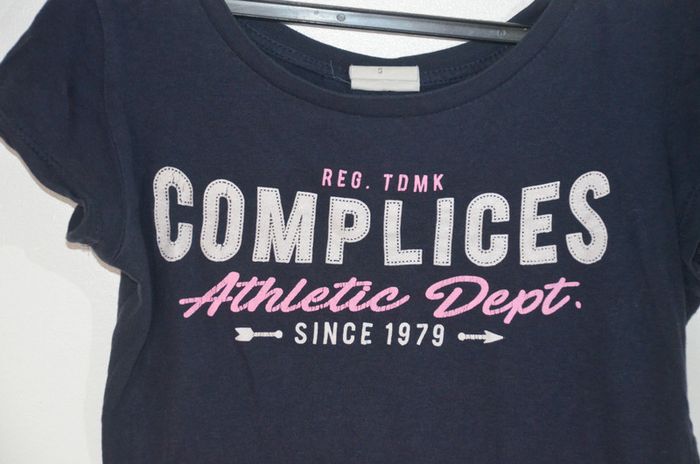 S
REG. TDMK
COMPLICES
Athletic Dept.
SINCE 1979